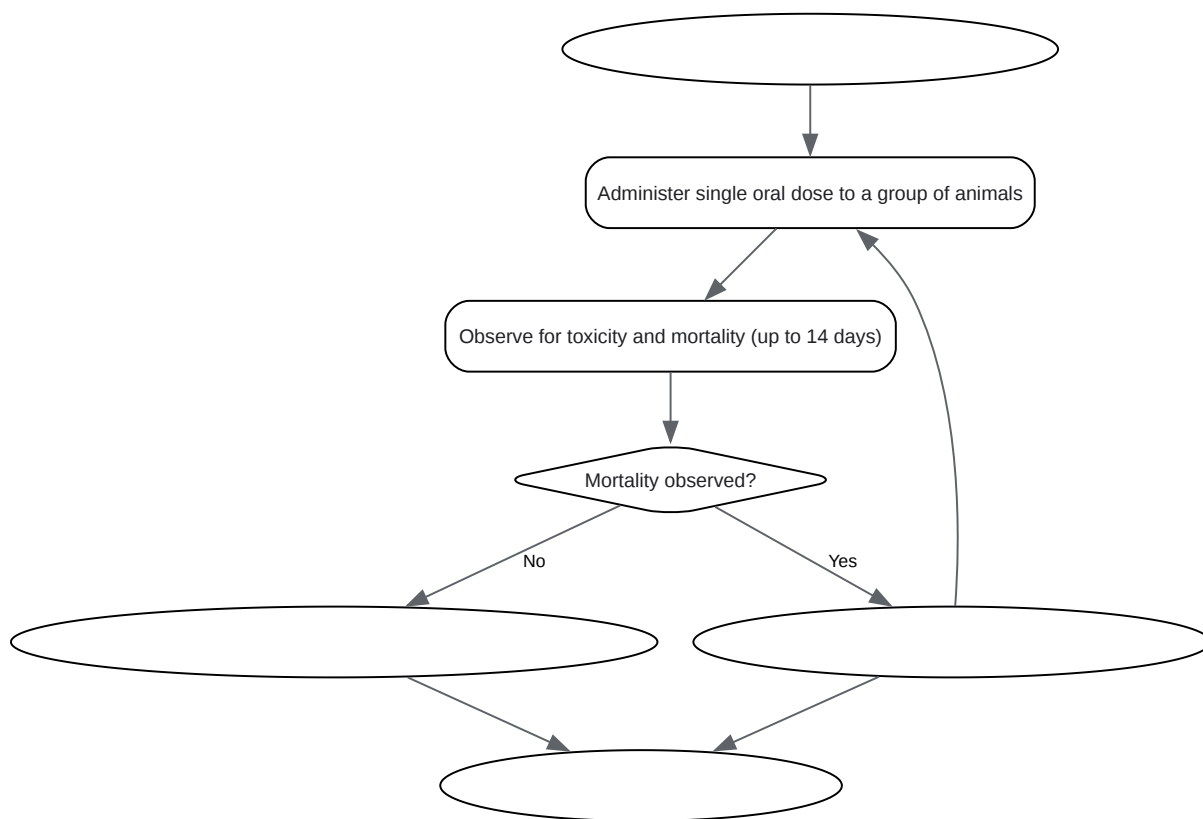 Administer single oral dose to a group of animals
Observe for toxicity and mortality (up to 14 days)
Mortality observed?
No
Yes